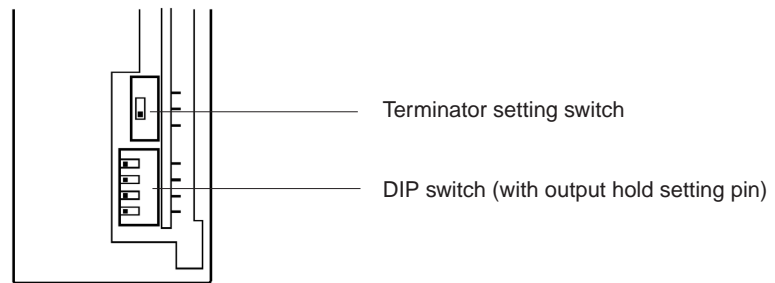 Terminator setting switch
DIP switch (with output hold setting pin)